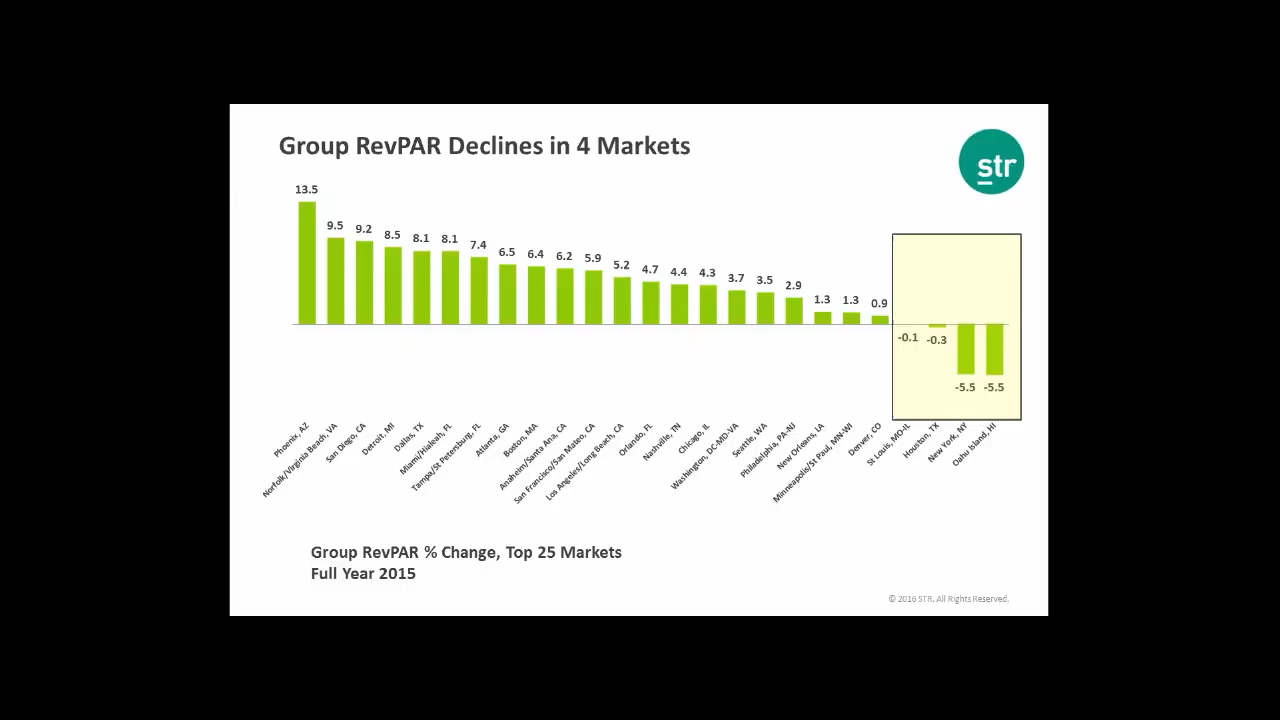 Group RevPAR Declines in 4 Markets
str
13.5
9.5
9.2
8.5
8.1
8.1
7.4
6.5
6.4
6.2
5.9
5.2
4.7
4.4
4.3
3.7
3.5
2.9
1.3
1.3
0.9
-0.1
-0.3
-5.5
-5.5
Phoenix, AZ
Norfolk/Virginia Beach, VA
San Diego, CA
Detroit, MI
Dallas, TX
Miami/Hialeah, FL
Tampa/St Petersburg, FL
Atlanta, GA
Boston, MA
Anaheim/Santa Ana, CA
San Francisco/San Mateo, CA
Los Angeles/Long Beach, CA
Orlando, FL
Nashville, TN
Chicago, IL
Washington, DC-MD-VA
Seattle, WA
Philadelphia, PA-NJ
New Orleans, LA
Minneapolis/St Paul, MN-WI
Denver, CO
St Louis, MO-IL
Houston, TX
New York, NY
Oahu Island, HI
Group RevPAR % Change, Top 25 Markets
Full Year 2015
© 2016 STR. All Rights Reserved.